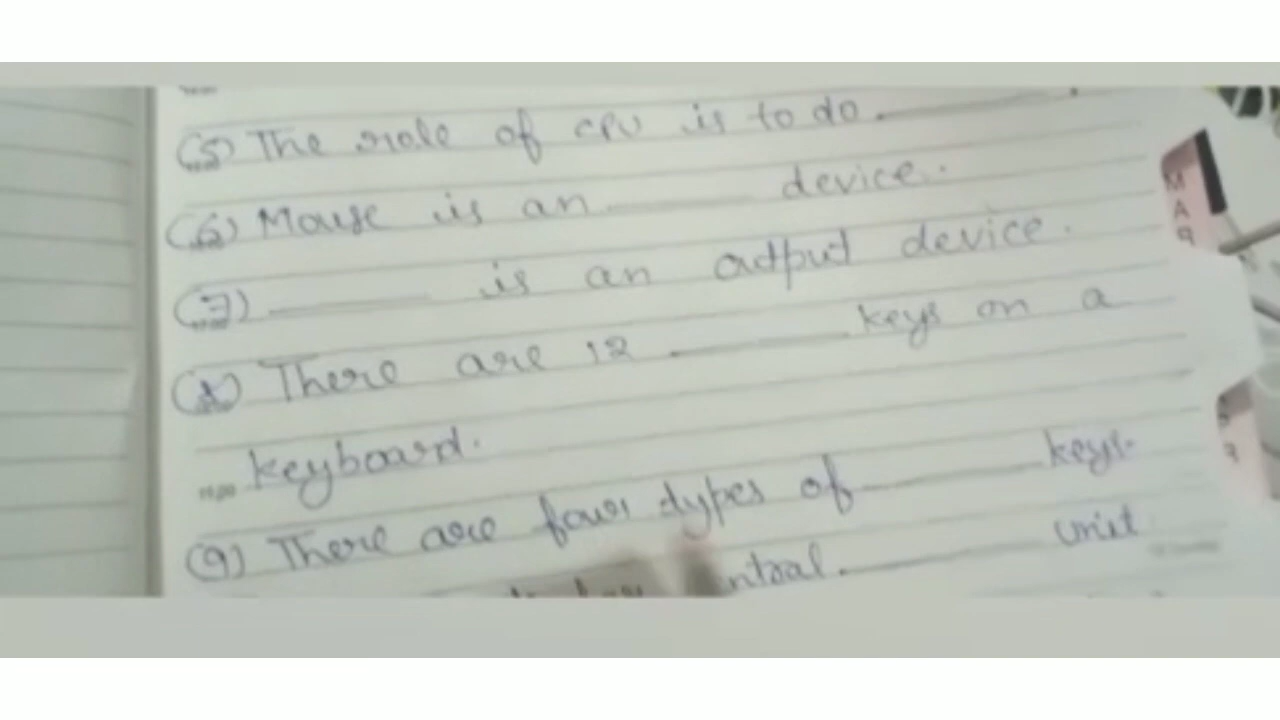 (5) The role of CPU is to do.
(6) Mouse is an device.
(7) is an output device.
(8) There are 12 keys on a
keyboard.
(9) There are four types of keys.
unit
M
A